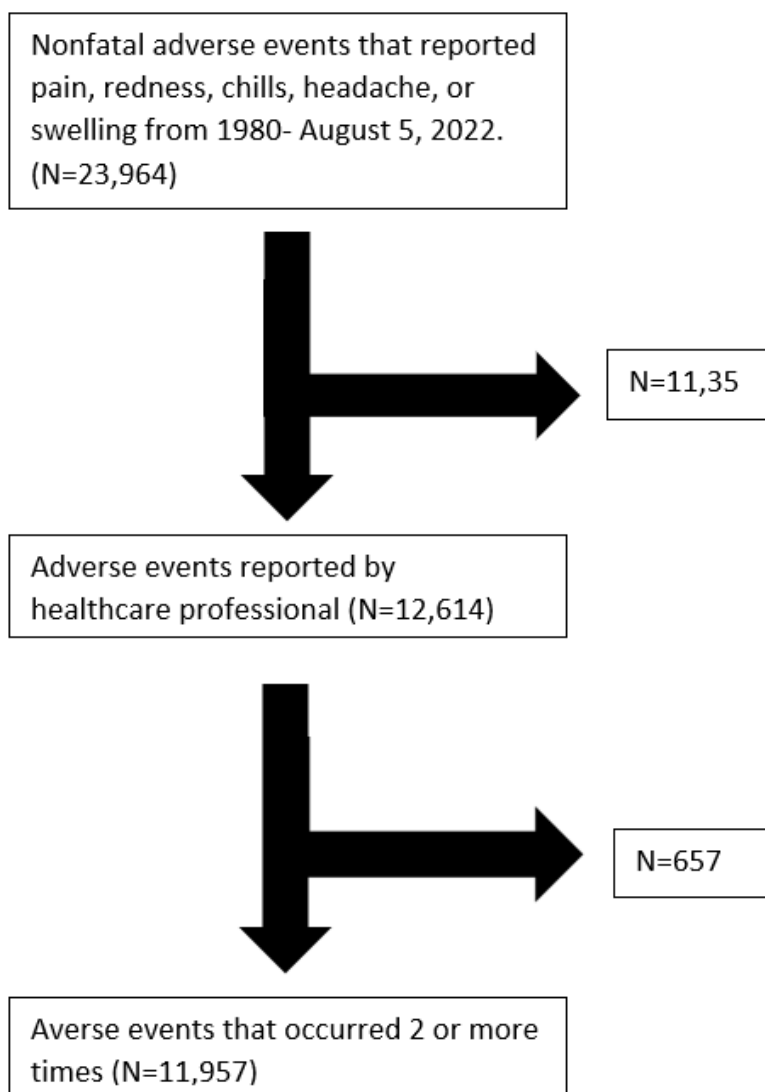 Nonfatal adverse events that reported
pain, redness, chills, headache, or
swelling from 1980- August 5, 2022.
(N=23,964)
N=11,35
Adverse events reported by
healthcare professional (N=12,614)
N=657
Averse events that occurred 2 or more
times (N=11,957)